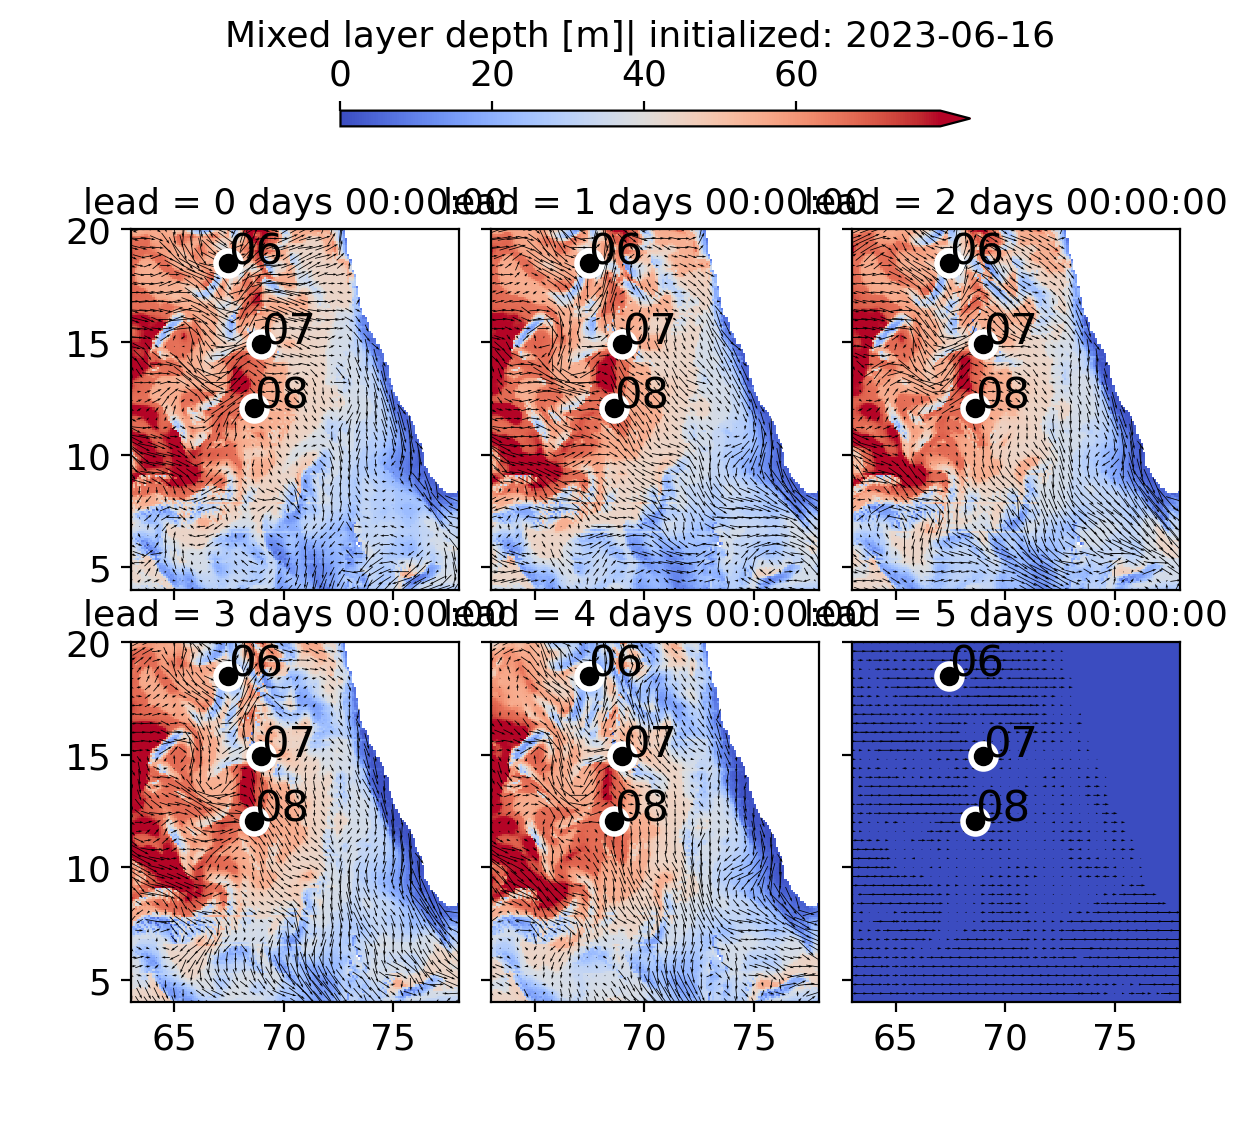 Mixed layer depth [m]| initialized: 2023-06-16
0 20 40 60
lead = 0 days 00:00:00 lead = 1 days 00:00:00 lead = 2 days 00:00:00
20 06 06 06
15 07 07 07
08 08 08
10
5
lead = 3 days 00:00:00 lead = 4 days 00:00:00 lead = 5 days 00:00:00
20 06 06 06
15 07 07 07
08 08 08
10
5
65 70 75 65 70 75 65 70 75